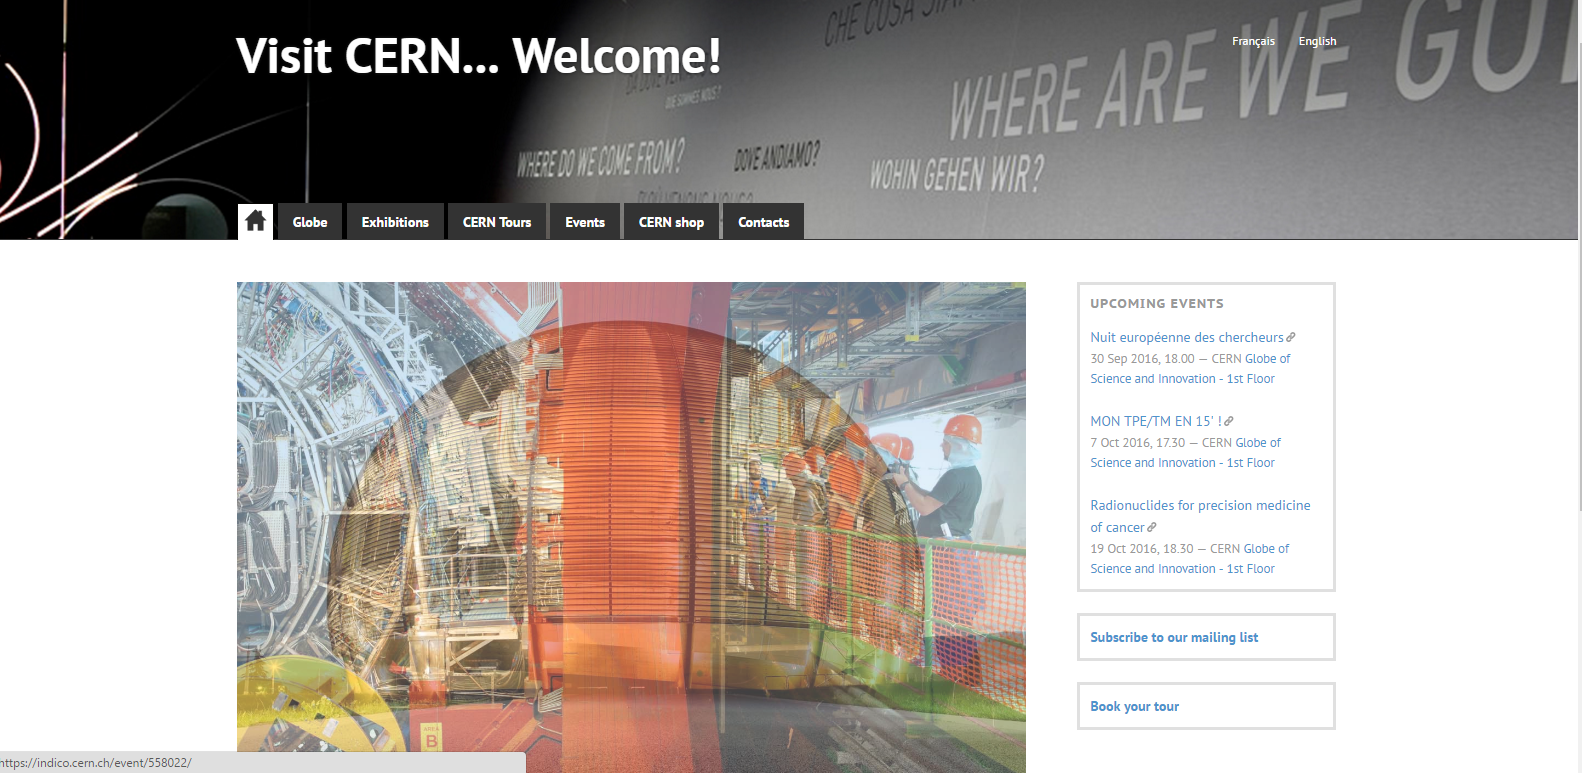 CHE COSA
Visit CERN... Welcome!
Français English
WHERE ARE WE
QUE SOMMES NOUS?
WHERE DO WE COME FROM?
DOVE ANDIAMO?
WOHIN GEHEN WIR?
Globe Exhibitions CERN Tours Events CERN shop Contacts
UPCOMING EVENTS
Nuit européenne des chercheurs
30 Sep 2016, 18.00 — CERN Globe of
Science and Innovation - 1st Floor
MON TPE/TM EN 15' !
7 Oct 2016, 17.30 — CERN Globe of
Science and Innovation - 1st Floor
Radionuclides for precision medicine
of cancer
19 Oct 2016, 18.30 — CERN Globe of
Science and Innovation - 1st Floor
Subscribe to our mailing list
Book your tour
B
https://indico.cern.ch/event/558022/